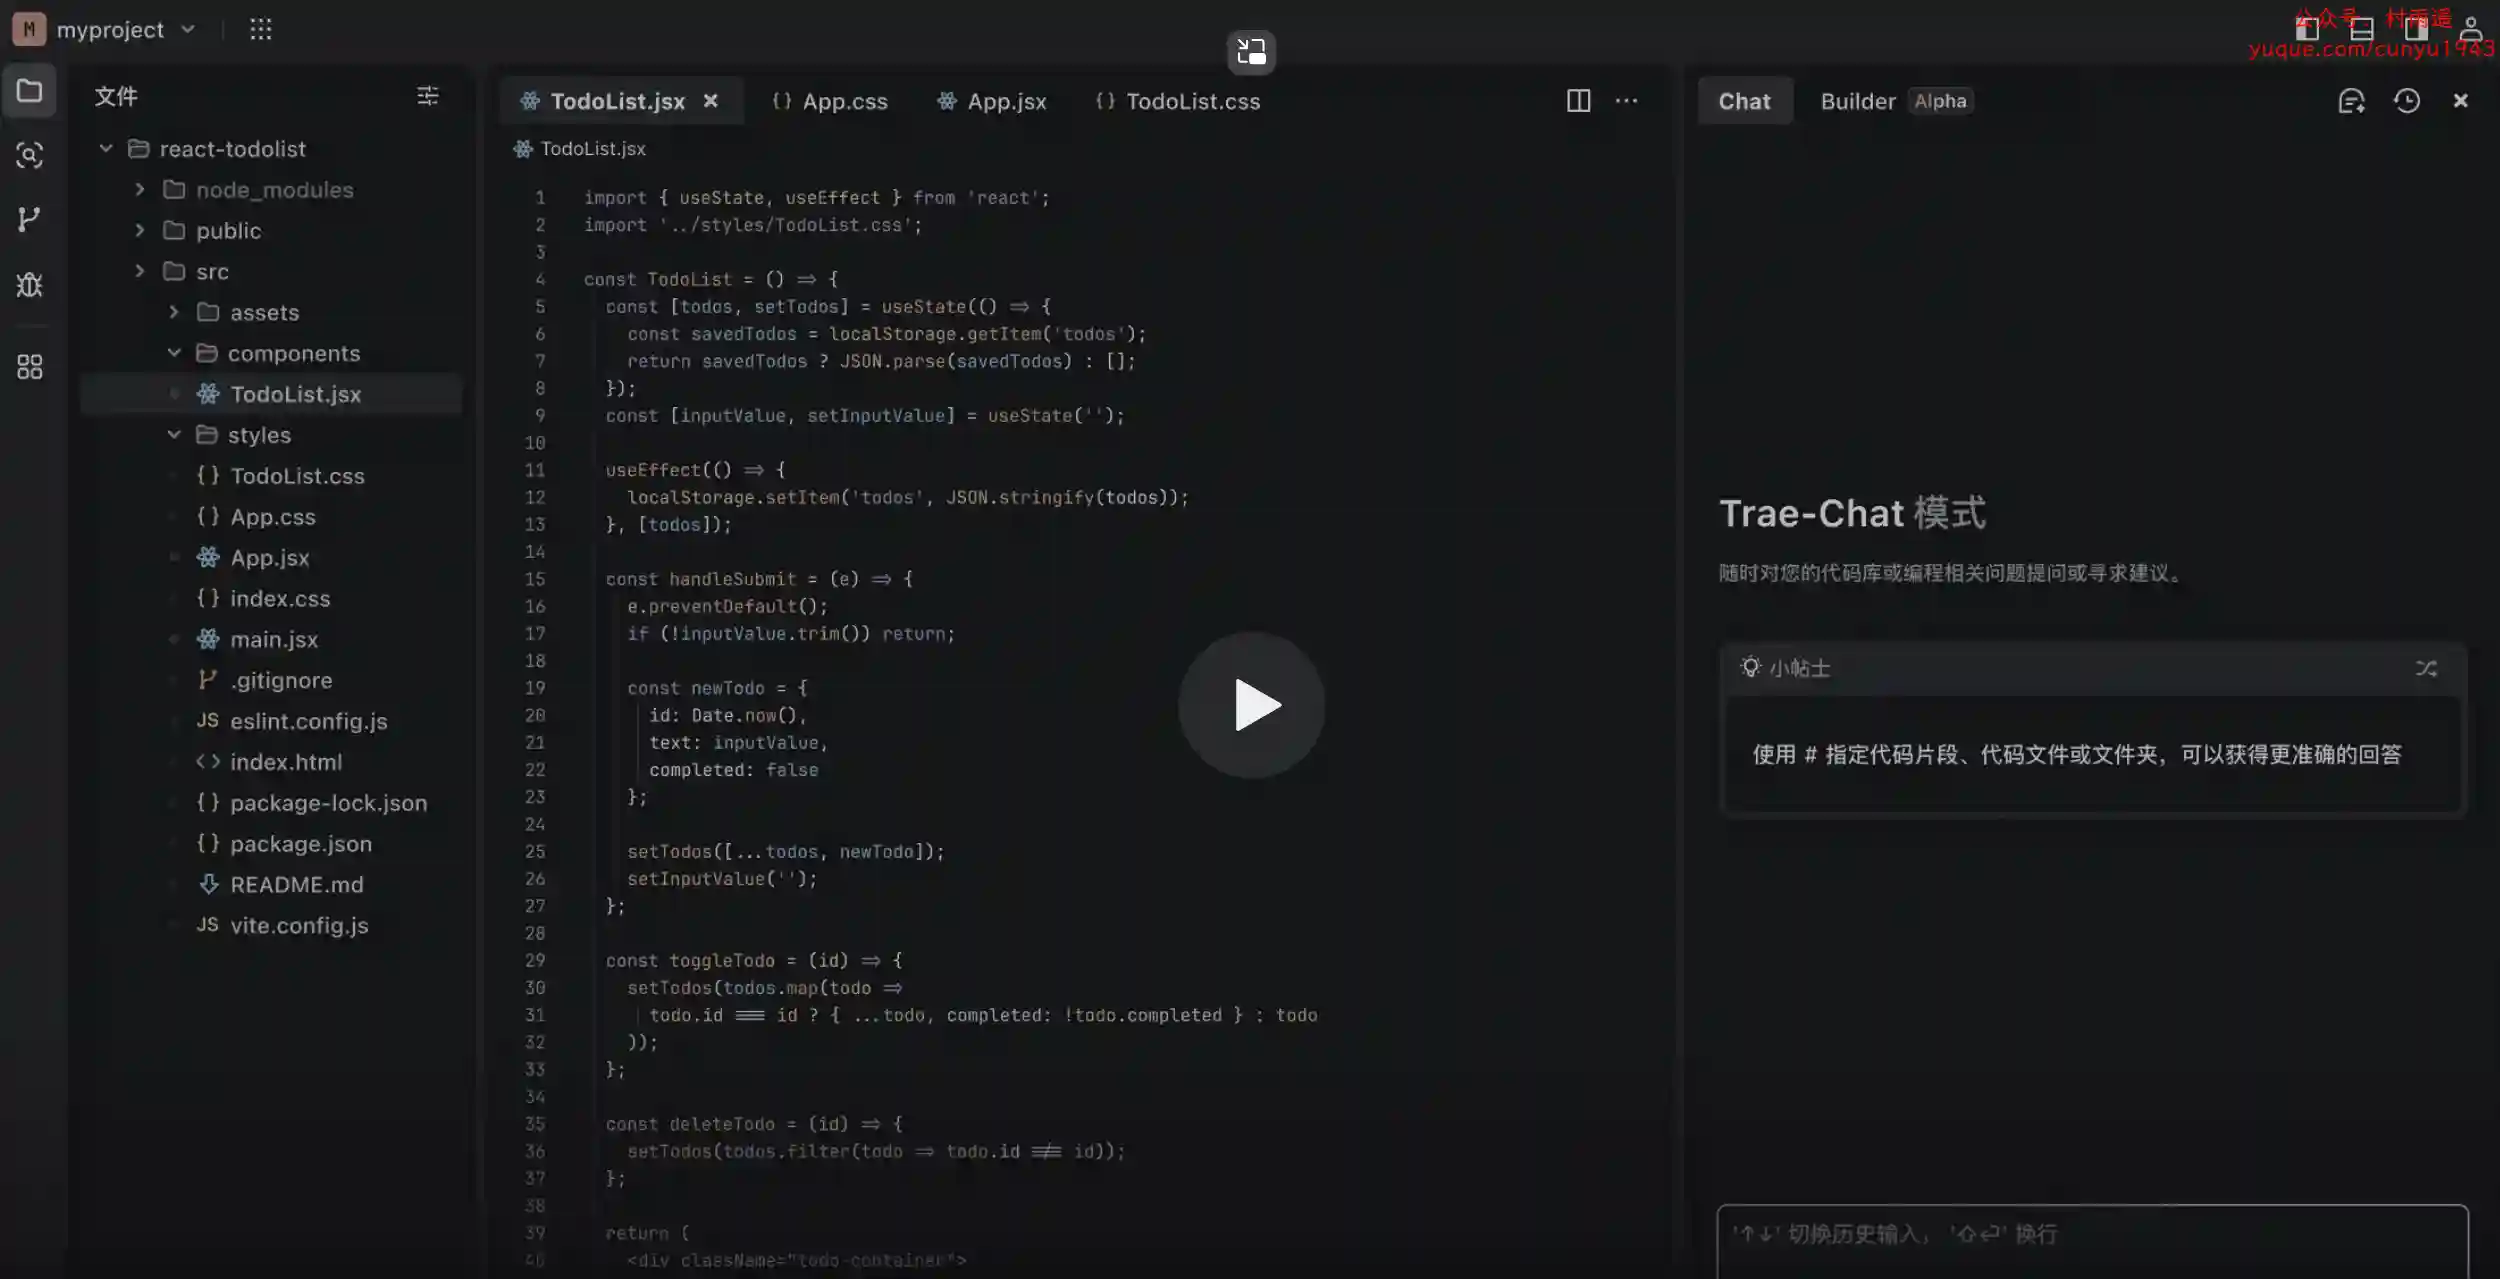 M myproject
公众号：村雨遥
yuque.com/cunyu1943
文件
react-todolist
node_modules
public
src
assets
components
TodoList.jsx
styles
{} TodoList.css
{} App.css
App.jsx
{} index.css
main.jsx
.gitignore
JS eslint.config.js
<> index.html
{} package-lock.json
{} package.json
README.md
JS vite.config.js
TodoList.jsx × {} App.css App.jsx {} TodoList.css ...
TodoList.jsx
1 import { useState, useEffect } from 'react';
2 import '../styles/TodoList.css';
3
4 const TodoList = () => {
5 const [todos, setTodos] = useState(() => {
6 const savedTodos = localStorage.getItem('todos');
7 return savedTodos ? JSON.parse(savedTodos) : [];
8 });
9 const [inputValue, setInputValue] = useState('');
10
11 useEffect(() => {
12 localStorage.setItem('todos', JSON.stringify(todos));
13 }, [todos]);
14
15 const handleSubmit = (e) => {
16 e.preventDefault();
17 if (!inputValue.trim()) return;
18
19 const newTodo = {
20 id: Date.now(),
21 text: inputValue,
22 completed: false
23 };
24
25 setTodos([...todos, newTodo]);
26 setInputValue('');
27 };
28
29 const toggleTodo = (id) => {
30 setTodos(todos.map(todo =>
31 todo.id === id ? { ...todo, completed: !todo.completed } : todo
32 ));
33 };
34
35 const deleteTodo = (id) => {
36 setTodos(todos.filter(todo => todo.id !== id));
37 };
38
39 return (
40 <div className="todo-container">
Chat Builder Alpha
Trae-Chat 模式
随时对您的代码库或编程相关问题提问或寻求建议。
小帖士
使用 # 指定代码片段、代码文件或文件夹，可以获得更准确的回答
'↑↓' 切换历史输入，'⇧⏎' 换行